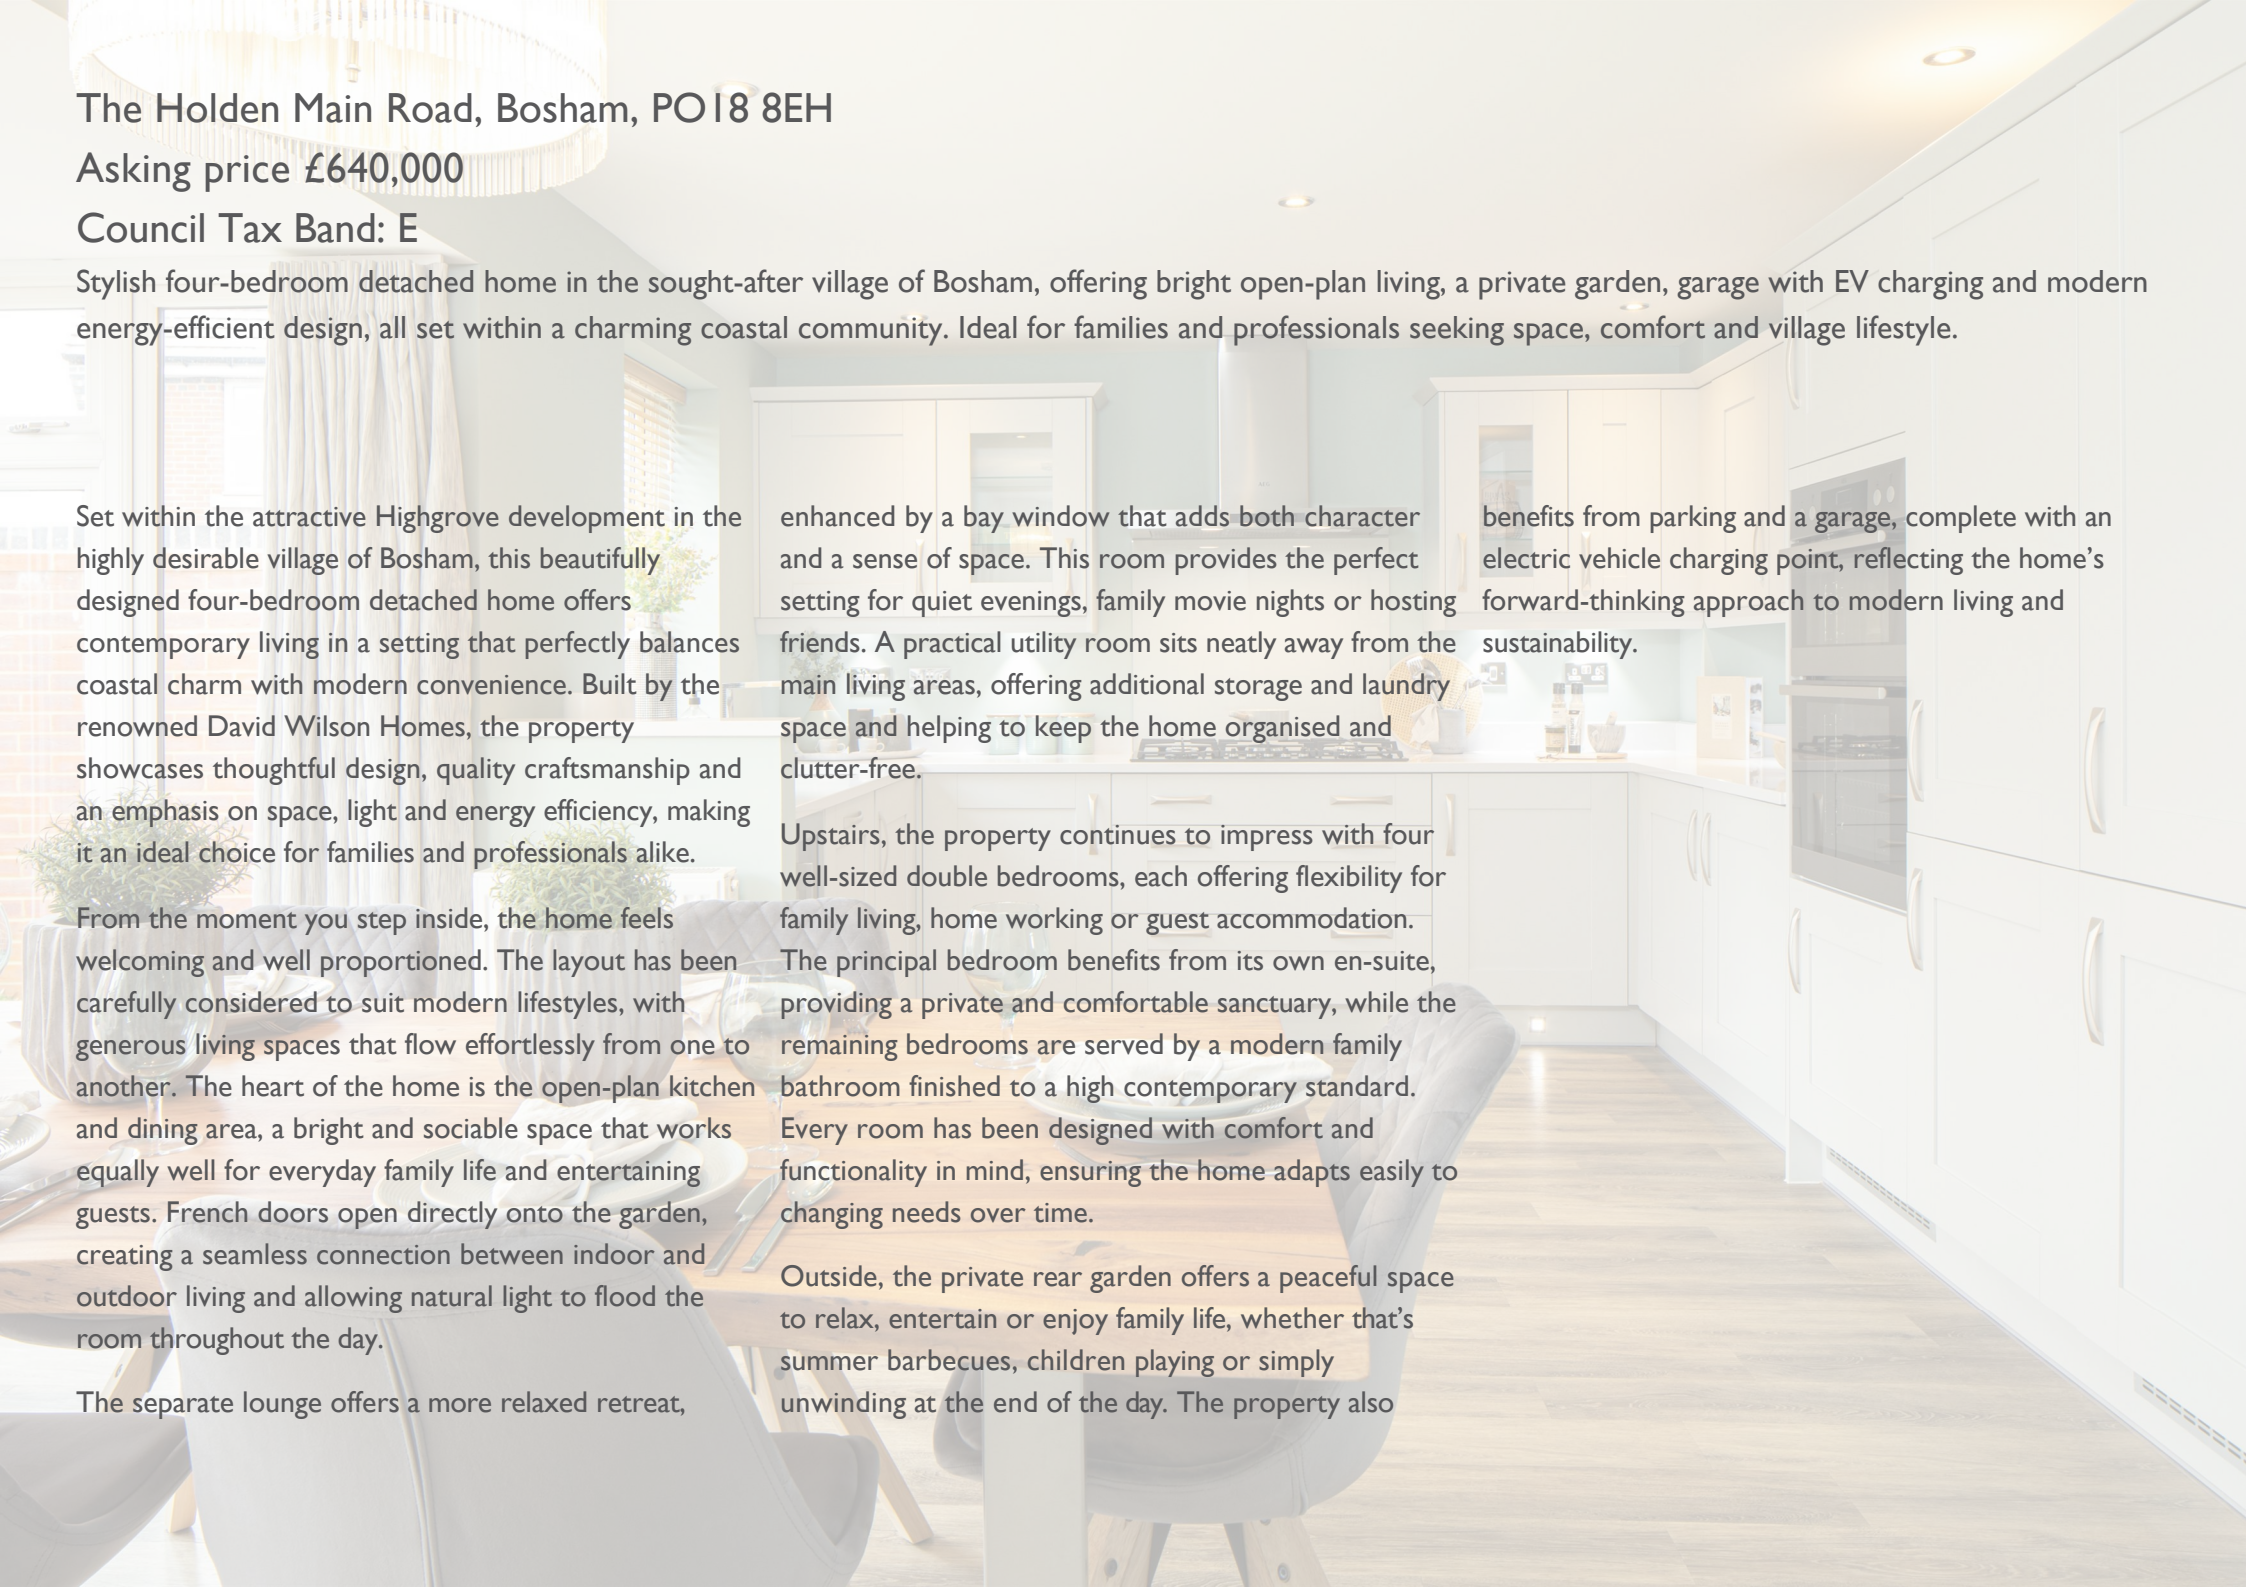 The Holden Main Road, Bosham, PO18 8EH
Asking price £640,000
Council Tax Band: E
Stylish four-bedroom detached home in the sought-after village of Bosham, offering bright open-plan living, a private garden, garage with EV charging and modern
energy-efficient design, all set within a charming coastal community. Ideal for families and professionals seeking space, comfort and village lifestyle.
Set within the attractive Highgrove development in the
highly desirable village of Bosham, this beautifully
designed four-bedroom detached home offers
contemporary living in a setting that perfectly balances
coastal charm with modern convenience. Built by the
renowned David Wilson Homes, the property
showcases thoughtful design, quality craftsmanship and
an emphasis on space, light and energy efficiency, making
it an ideal choice for families and professionals alike.
From the moment you step inside, the home feels
welcoming and well proportioned. The layout has been
carefully considered to suit modern lifestyles, with
generous living spaces that flow effortlessly from one to
another. The heart of the home is the open-plan kitchen
and dining area, a bright and sociable space that works
equally well for everyday family life and entertaining
guests. French doors open directly onto the garden,
creating a seamless connection between indoor and
outdoor living and allowing natural light to flood the
room throughout the day.
The separate lounge offers a more relaxed retreat,
enhanced by a bay window that adds both character
and a sense of space. This room provides the perfect
setting for quiet evenings, family movie nights or hosting
friends. A practical utility room sits neatly away from the
main living areas, offering additional storage and laundry
space and helping to keep the home organised and
clutter-free.
Upstairs, the property continues to impress with four
well-sized double bedrooms, each offering flexibility for
family living, home working or guest accommodation.
The principal bedroom benefits from its own en-suite,
providing a private and comfortable sanctuary, while the
remaining bedrooms are served by a modern family
bathroom finished to a high contemporary standard.
Every room has been designed with comfort and
functionality in mind, ensuring the home adapts easily to
changing needs over time.
Outside, the private rear garden offers a peaceful space
to relax, entertain or enjoy family life, whether that’s
summer barbecues, children playing or simply
unwinding at the end of the day. The property also
benefits from parking and a garage, complete with an
electric vehicle charging point, reflecting the home’s
forward-thinking approach to modern living and
sustainability.